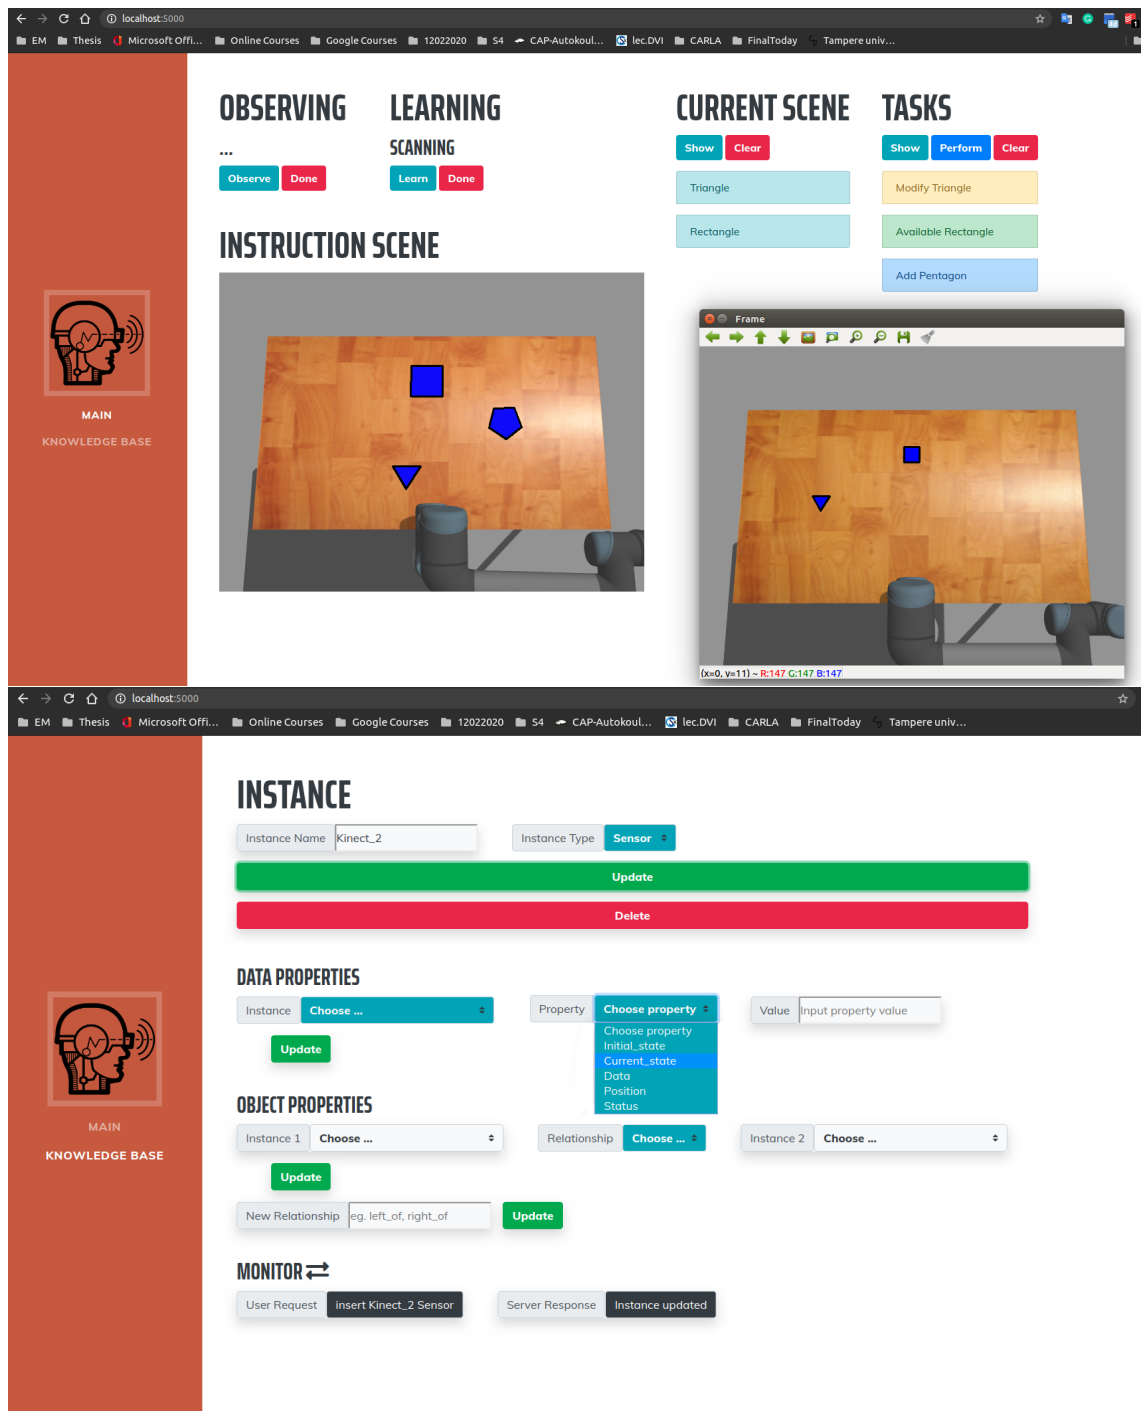 localhost:5000
EM Thesis Microsoft Offi... Online Courses Google Courses 12022020 S4 CAP-Autokoul... lec.DVI CARLA FinalToday Tampere univ...
OBSERVING LEARNING CURRENT SCENE TASKS
... SCANNING Show Clear Show Perform Clear
Observe Done Learn Done
Triangle Modify Triangle
Rectangle Available Rectangle
INSTRUCTION SCENE
Add Pentagon
Frame
MAIN
KNOWLEDGE BASE
(x=0, y=11) ~ R:147 G:147 B:147
localhost:5000
EM Thesis Microsoft Offi... Online Courses Google Courses 12022020 S4 CAP-Autokoul... lec.DVI CARLA FinalToday Tampere univ...
INSTANCE
Instance Name Kinect_2 Instance Type Sensor
Update
Delete
DATA PROPERTIES
Instance Choose ... Property Choose property Value Input property value
Choose property
Initial_state
Current_state
Data
Position
Status
Update
OBJECT PROPERTIES
MAIN
KNOWLEDGE BASE
Instance 1 Choose ... Relationship Choose ... Instance 2 Choose ...
Update
New Relationship eg. left_of, right_of Update
MONITOR
User Request insert Kinect_2 Sensor Server Response Instance updated